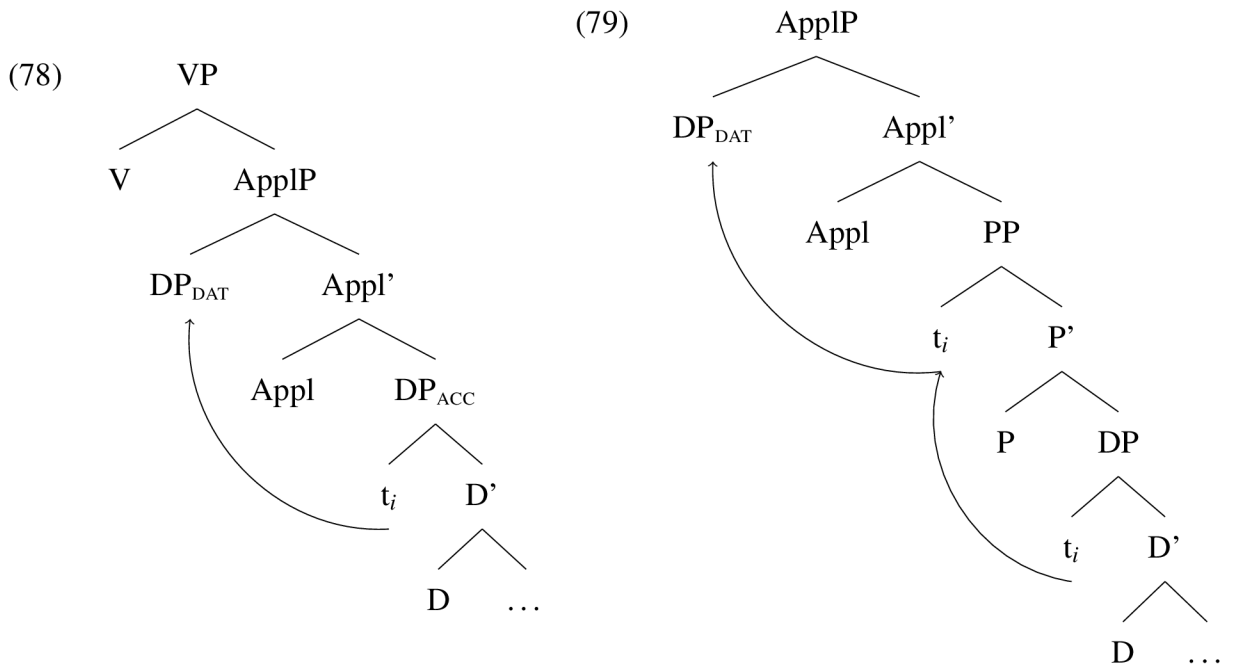 (78) VP
V ApplP
DP_DAT Appl’
Appl DP_ACC
t_i D’
D ...
(79) ApplP
DP_DAT Appl’
Appl PP
t_i P’
P DP
t_i D’
D ...